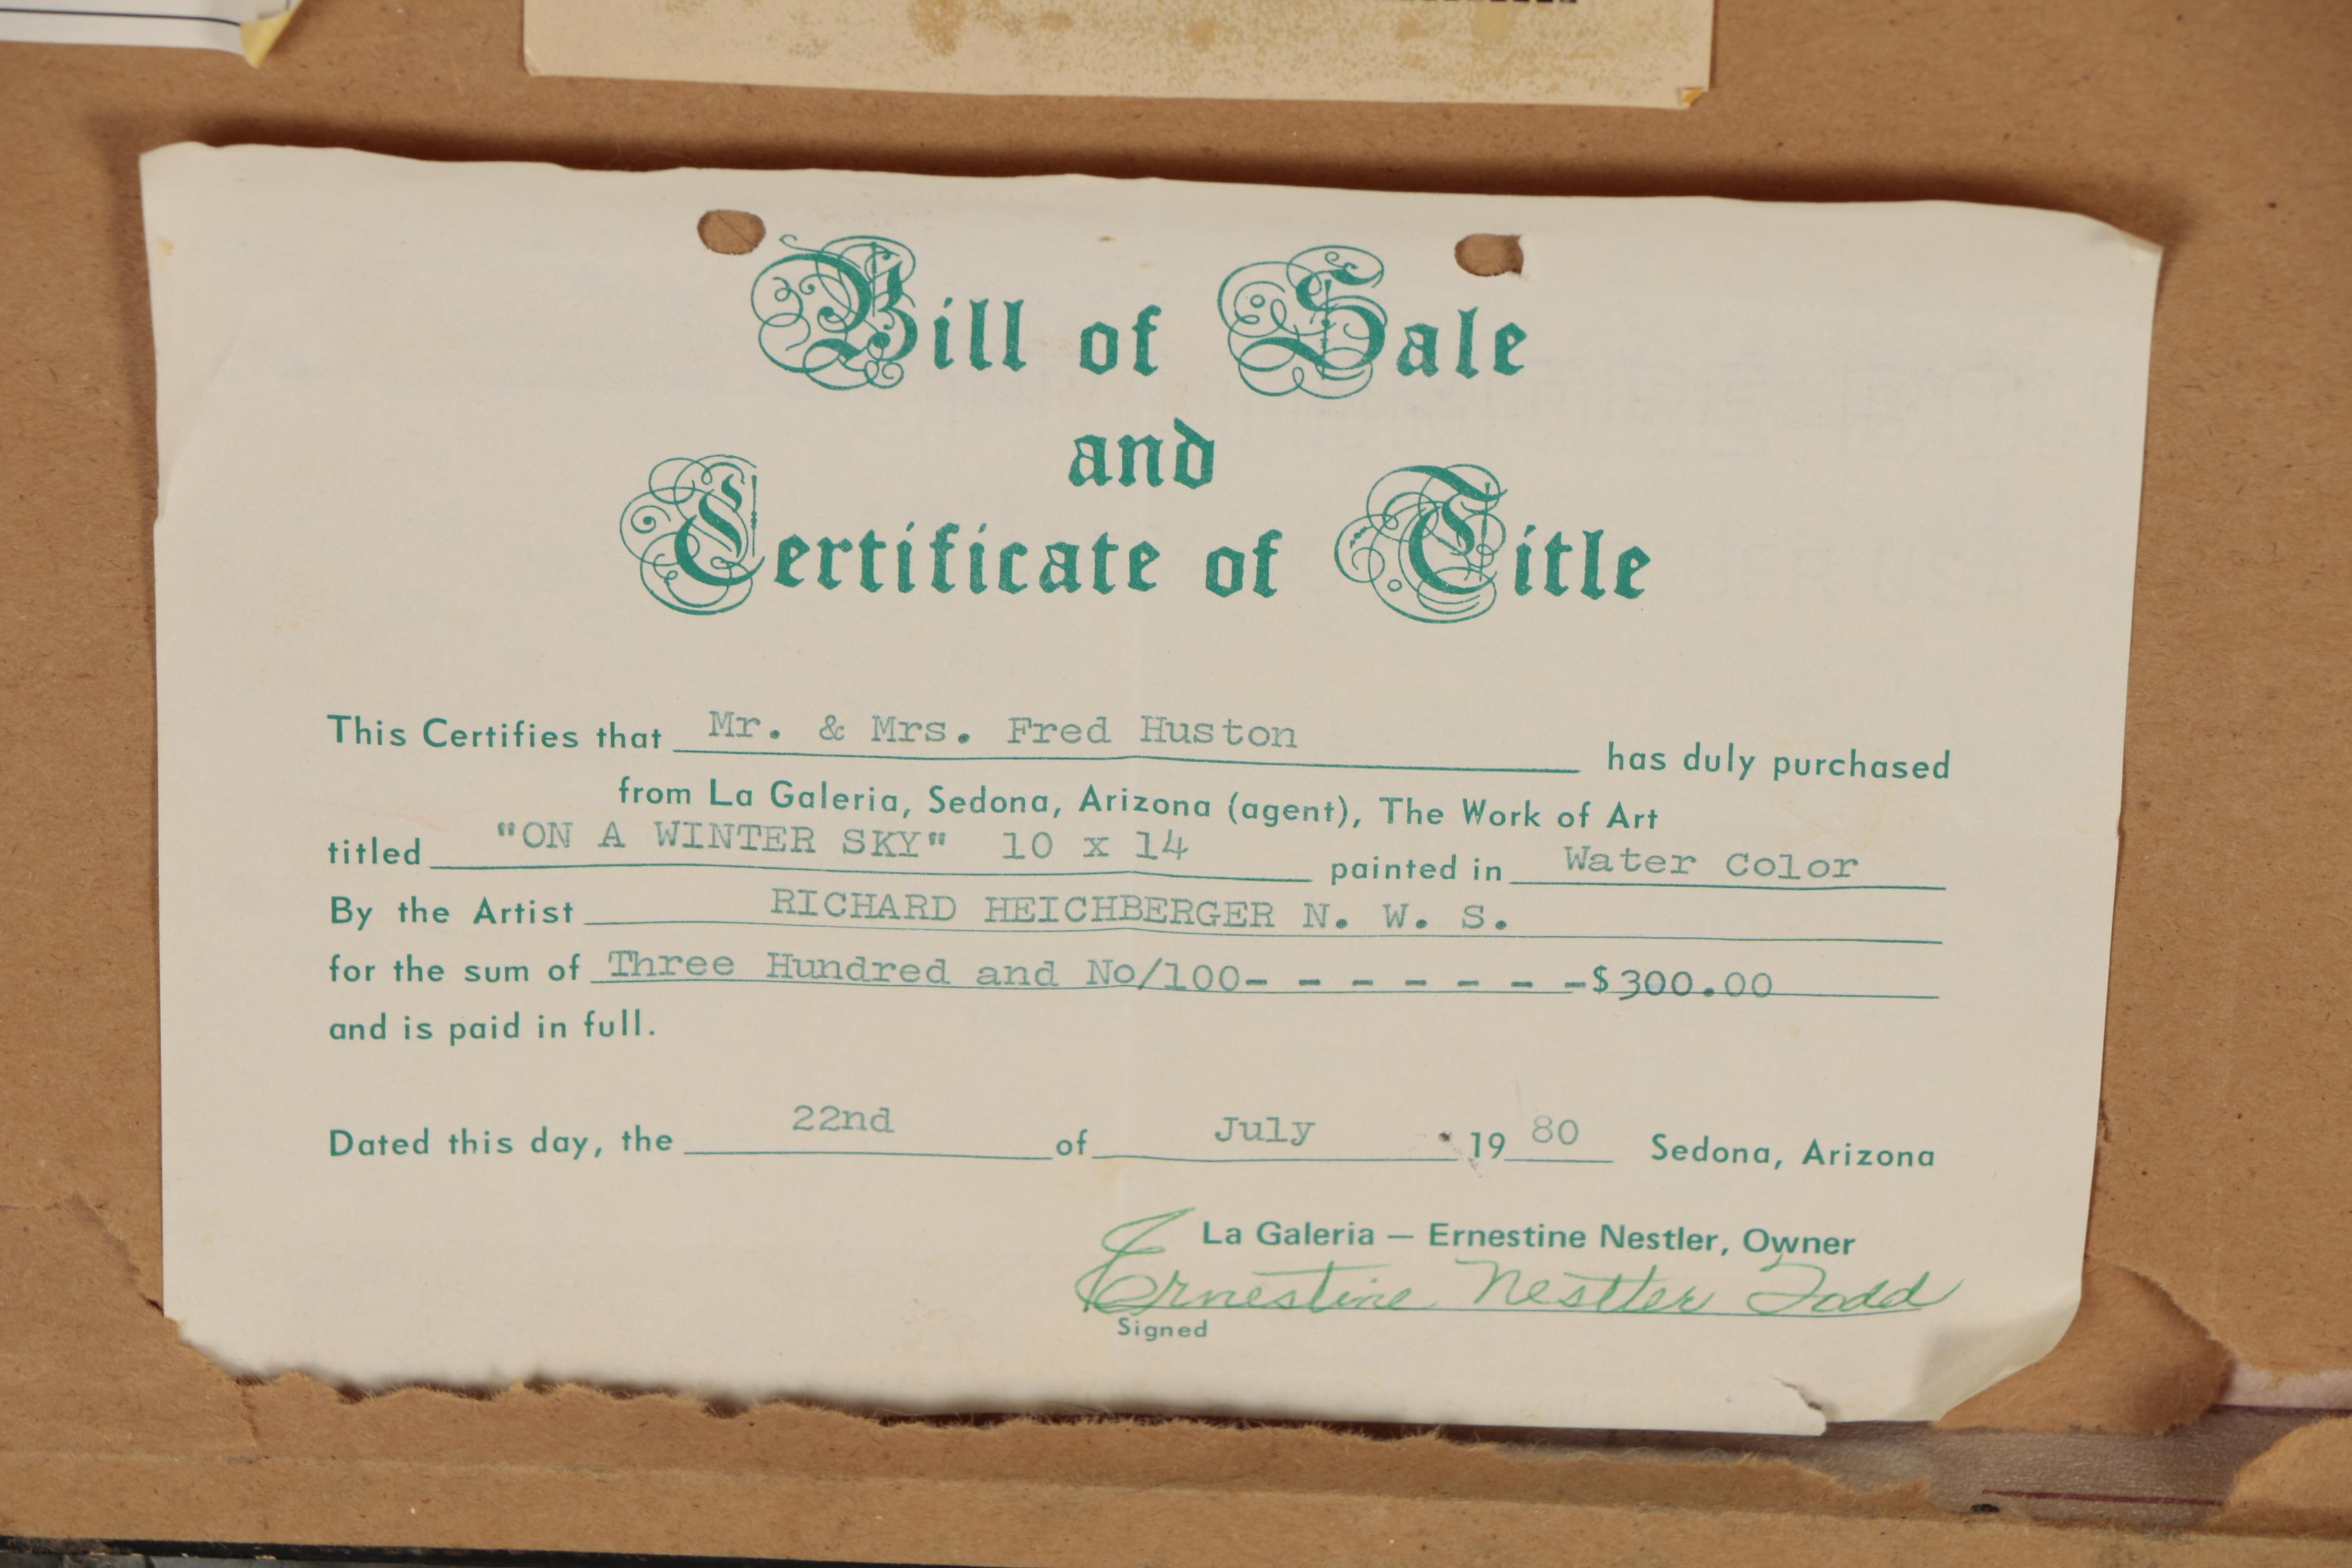 Bill of Sale
and
Certificate of Title
This Certifies that Mr. & Mrs. Fred Huston has duly purchased
from La Galeria, Sedona, Arizona (agent), The Work of Art
titled "ON A WINTER SKY" 10 x 14 painted in Water Color
By the Artist RICHARD HEICHBERGER N. W. S.
for the sum of Three Hundred and No/100- - - - - - - -$300.00
and is paid in full.
Dated this day, the 22nd of July 19 80 Sedona, Arizona
La Galeria — Ernestine Nestler, Owner
Ernestine Nestler Todd
Signed